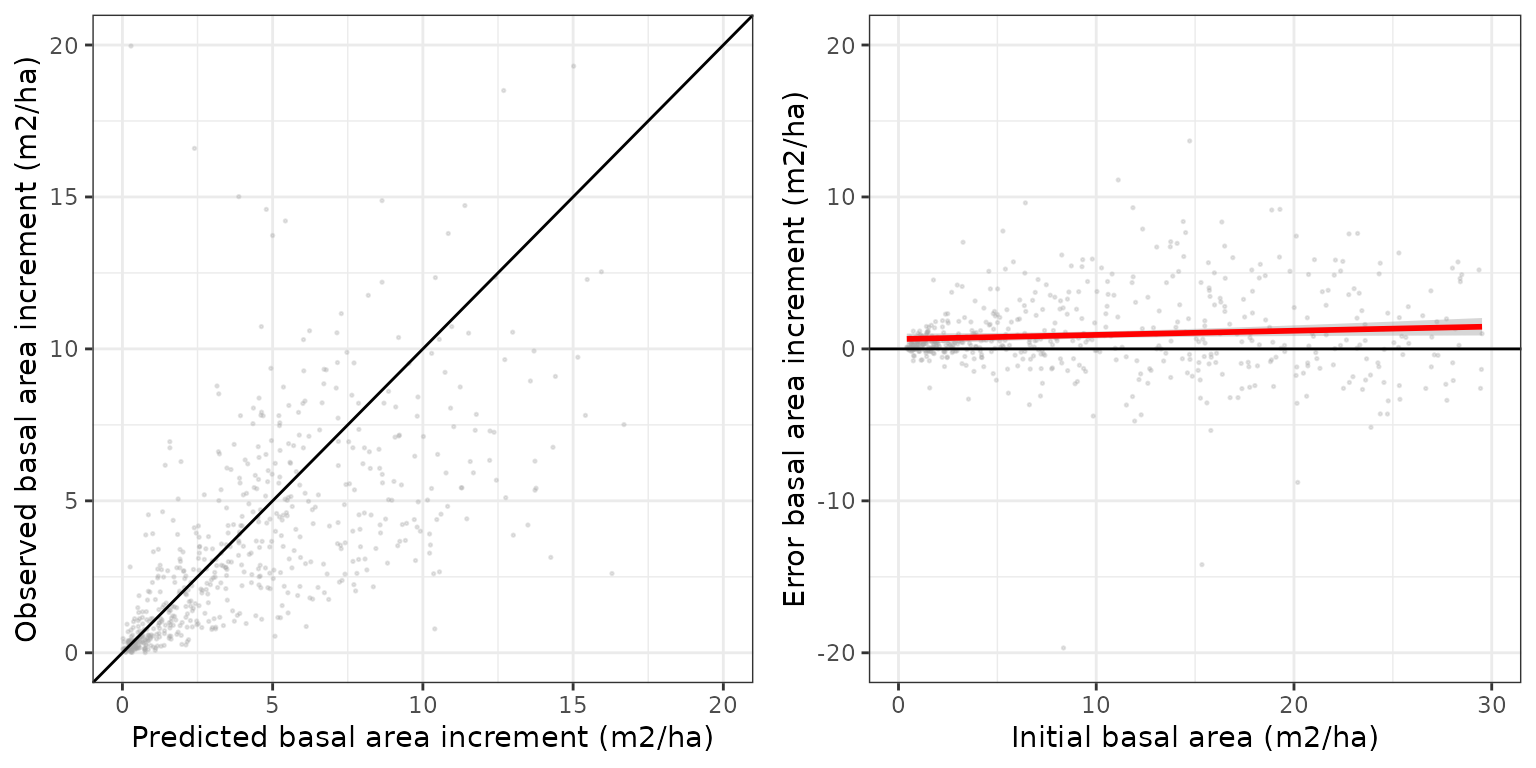 Observed basal area increment (m2/ha)
20
15
10
5
0
0 5 10 15 20
Predicted basal area increment (m2/ha)
Error basal area increment (m2/ha)
20
10
0
-10
-20
0 10 20 30
Initial basal area (m2/ha)